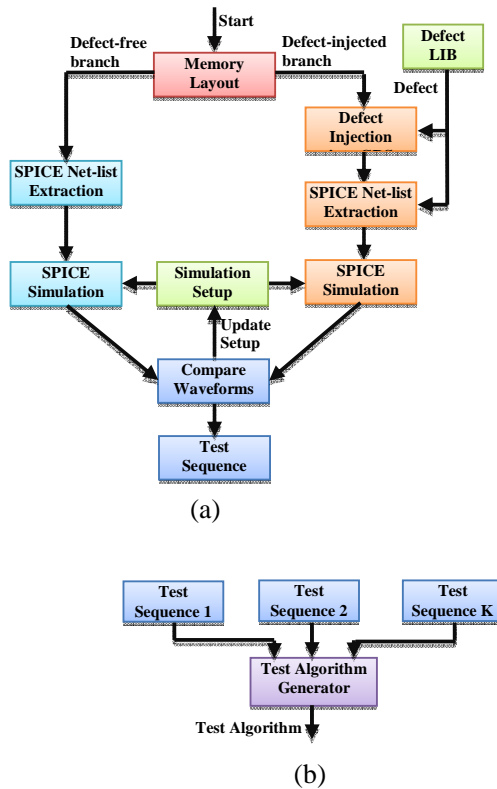 Start
Defect-free
branch
Memory
Layout
Defect-injected
branch
Defect
LIB
Defect
Defect
Injection
SPICE Net-list
Extraction
SPICE Net-list
Extraction
SPICE
Simulation
Simulation
Setup
SPICE
Simulation
Update
Setup
Compare
Waveforms
Test
Sequence
(a)
Test
Sequence 1
Test
Sequence 2
Test
Sequence K
Test Algorithm
Generator
Test Algorithm
(b)